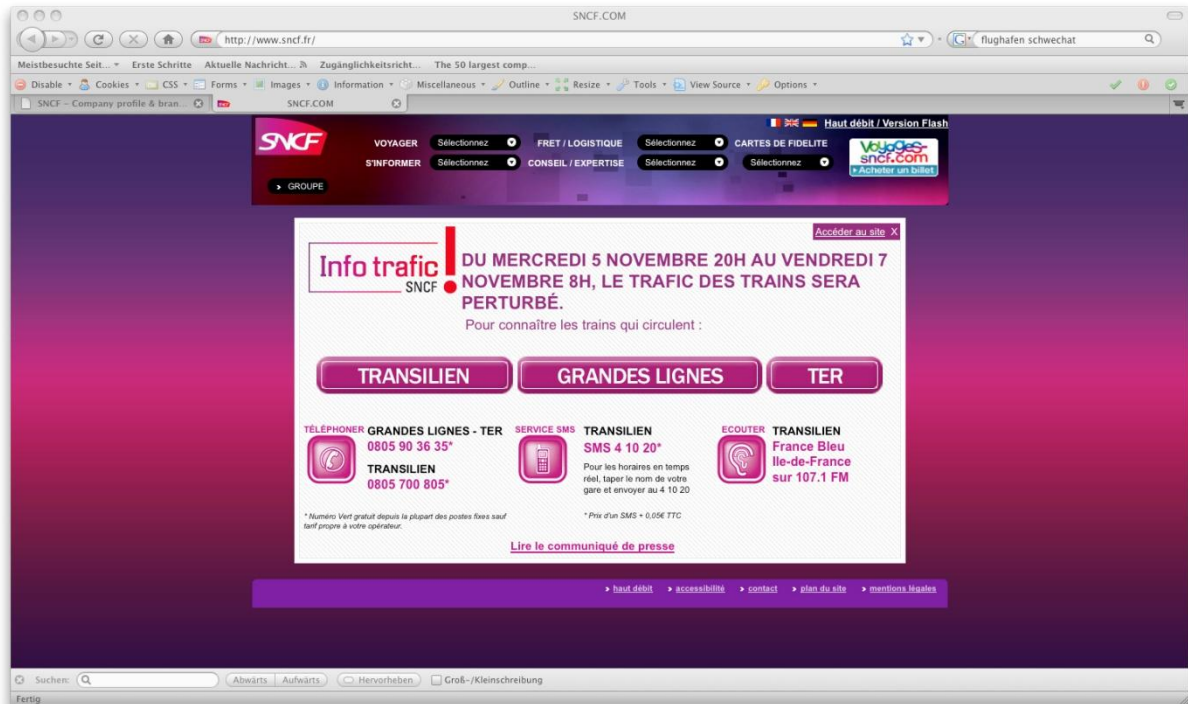 SNCF.COM
http://www.sncf.fr/
flughafen schwechat
Meistbesuchte Seit... Erste Schritte Aktuelle Nachricht... Zugänglichkeitsricht... The 50 largest comp...
Disable Cookies CSS Forms Images Information Miscellaneous Outline Resize Tools View Source Options
SNCF – Company profile & bran... SNCF.COM
Haut débit / Version Flash
SNCF
VOYAGER Sélectionnez FRET / LOGISTIQUE Sélectionnez CARTES DE FIDELITE
S'INFORMER Sélectionnez CONSEIL / EXPERTISE Sélectionnez Sélectionnez
Voyages-
sncf.com
Acheter un billet
GROUPE
Accéder au site X
Info trafic !
SNCF
DU MERCREDI 5 NOVEMBRE 20H AU VENDREDI 7
NOVEMBRE 8H, LE TRAFIC DES TRAINS SERA
PERTURBÉ.
Pour connaître les trains qui circulent :
TRANSILIEN GRANDES LIGNES TER
TÉLÉPHONER GRANDES LIGNES - TER
0805 90 36 35*
TRANSILIEN
0805 700 805*
* Numéro Vert gratuit depuis la plupart des postes fixes sauf
tarif propre à votre opérateur.
SERVICE SMS TRANSILIEN
SMS 4 10 20*
Pour les horaires en temps
réel, taper le nom de votre
gare et envoyer au 4 10 20
* Prix d'un SMS + 0,05€ TTC
ECOUTER TRANSILIEN
France Bleu
Ile-de-France
sur 107.1 FM
Lire le communiqué de presse
haut débit accessibilité contact plan du site mentions légales
Suchen: Abwärts Aufwärts Hervorheben Groß-/Kleinschreibung
Fertig